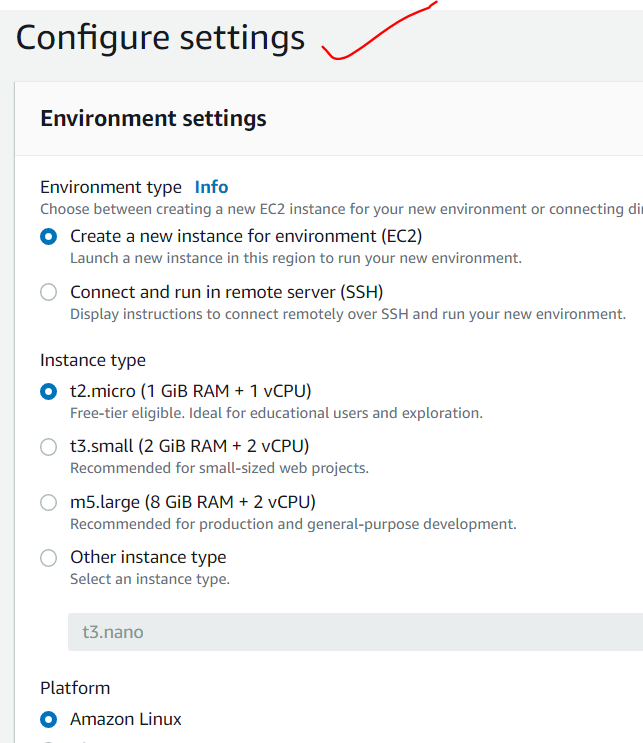 Configure settings
Environment settings
Environment type Info
Choose between creating a new EC2 instance for your new environment or connecting
Create a new instance for environment (EC2)
Launch a new instance in this region to run your new environment.
Connect and run in remote server (SSH)
Display instructions to connect remotely over SSH and run your new environment.
Instance type
t2.micro (1 GiB RAM + 1 vCPU)
Free-tier eligible. Ideal for educational users and exploration.
t3.small (2 GiB RAM + 2 vCPU)
Recommended for small-sized web projects.
m5.large (8 GiB RAM + 2 vCPU)
Recommended for production and general-purpose development.
Other instance type
Select an instance type.
t3.nano
Platform
Amazon Linux